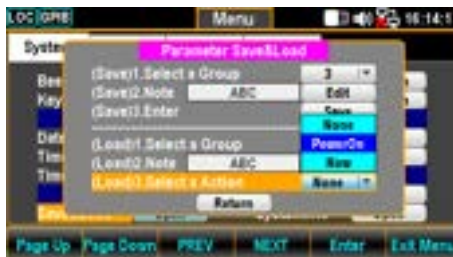 LOC GPIB Menu 16:14:1
System
Parameter Save&Load
(Save)1.Select a Group 3
(Save)2.Note ABC Edit
(Save)3.Enter Save
None
(Load)1.Select a Group PowerOn
(Load)2.Note ABC Now
(Load)3.Select a Action None
Return
Page Up Page Down PREV NEXT Enter Exit Menu